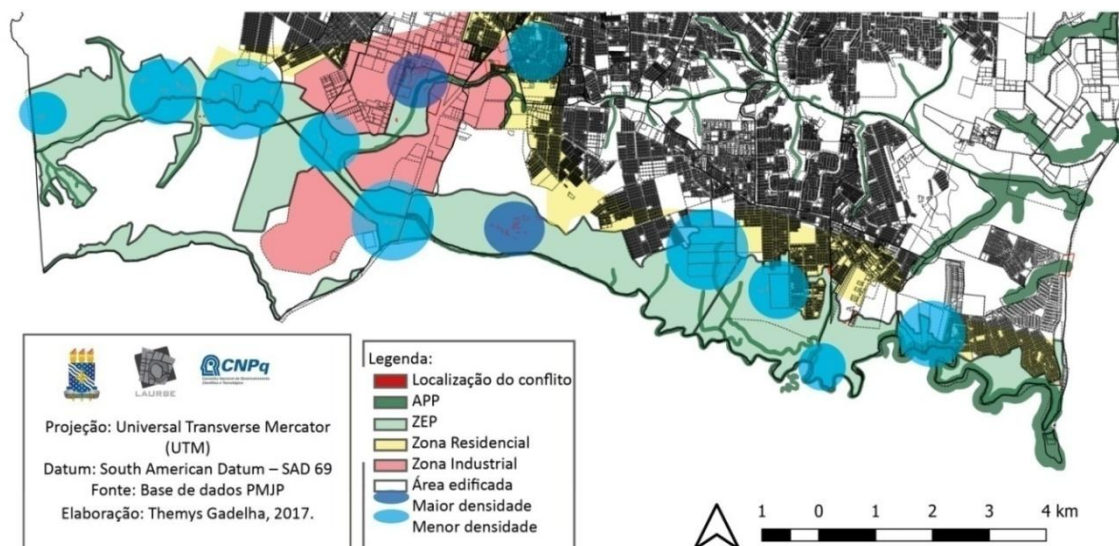 LAURBE
CNPq
Projeção: Universal Transverse Mercator
(UTM)
Datum: South American Datum – SAD 69
Fonte: Base de dados PMJP
Elaboração: Themys Gadelha, 2017.
Legenda:
Localização do conflito
APP
ZEP
Zona Residencial
Zona Industrial
Área edificada
Maior densidade
Menor densidade
1 0 1 2 3 4 km